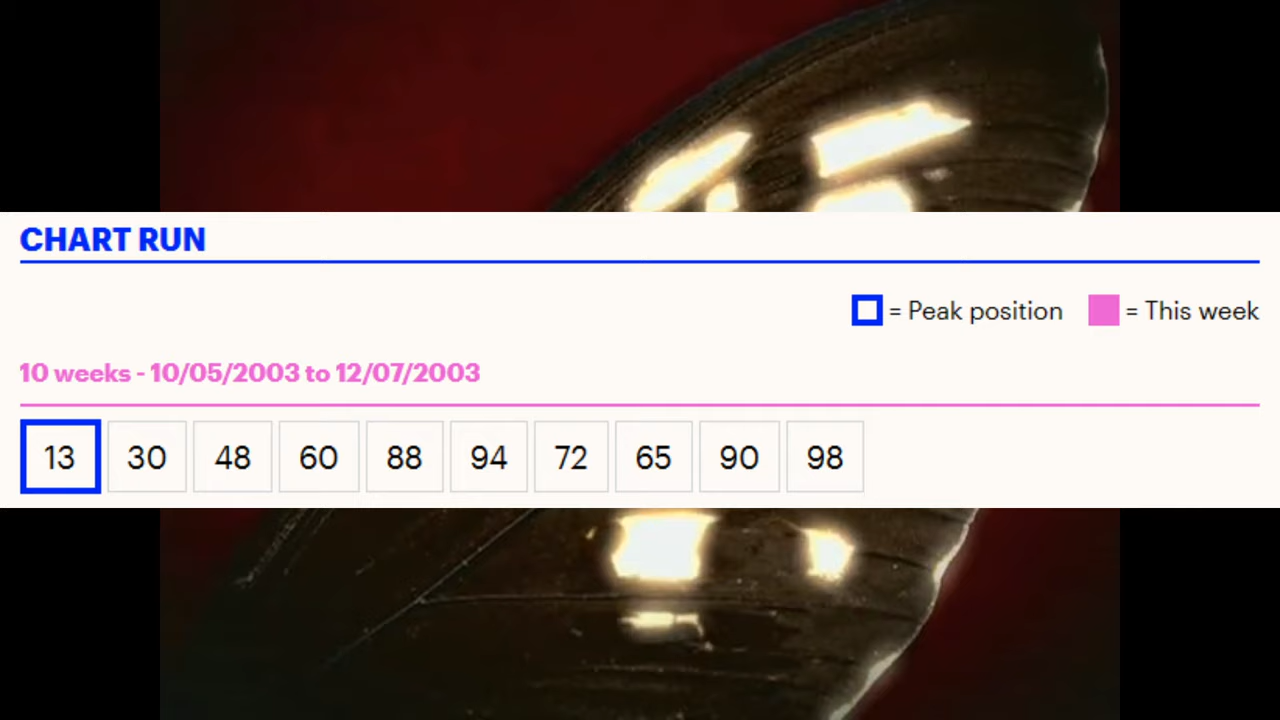 CHART RUN
= Peak position = This week
10 weeks - 10/05/2003 to 12/07/2003
13 30 48 60 88 94 72 65 90 98